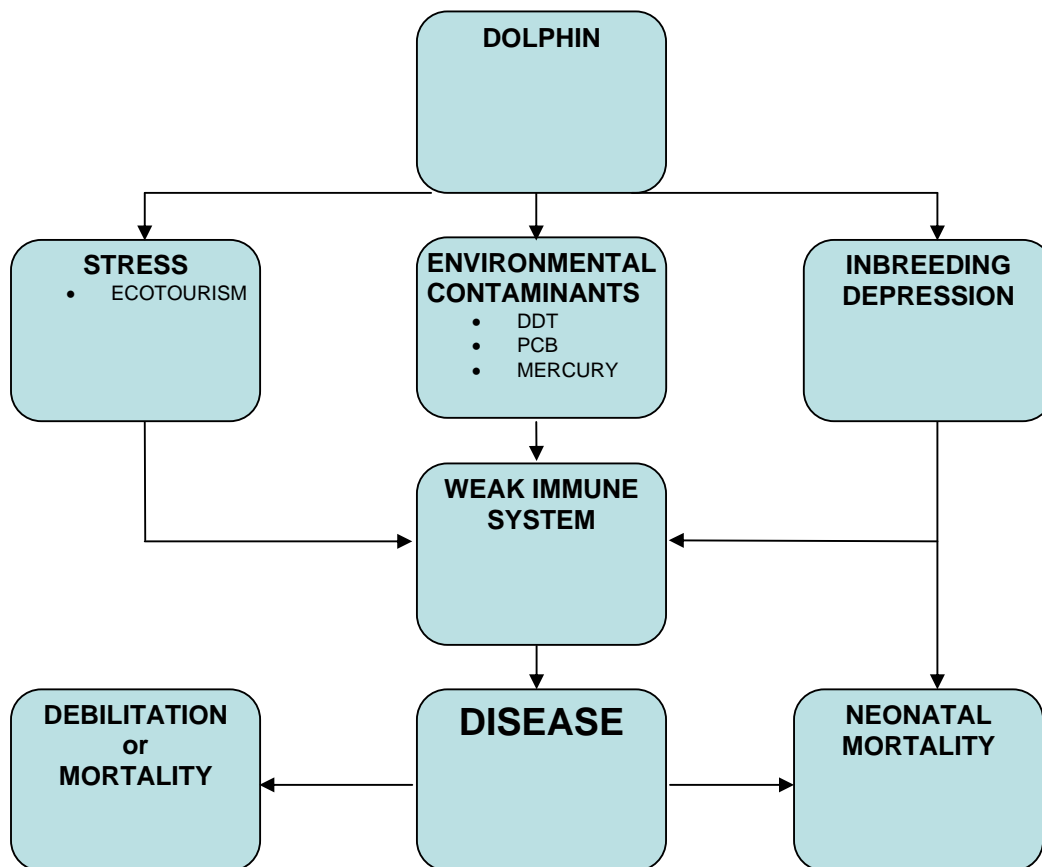 DOLPHIN
STRESS
• ECOTOURISM
ENVIRONMENTAL
CONTAMINANTS
• DDT
• PCB
• MERCURY
INBREEDING
DEPRESSION
WEAK IMMUNE
SYSTEM
DEBILITATION
or
MORTALITY
DISEASE
NEONATAL
MORTALITY